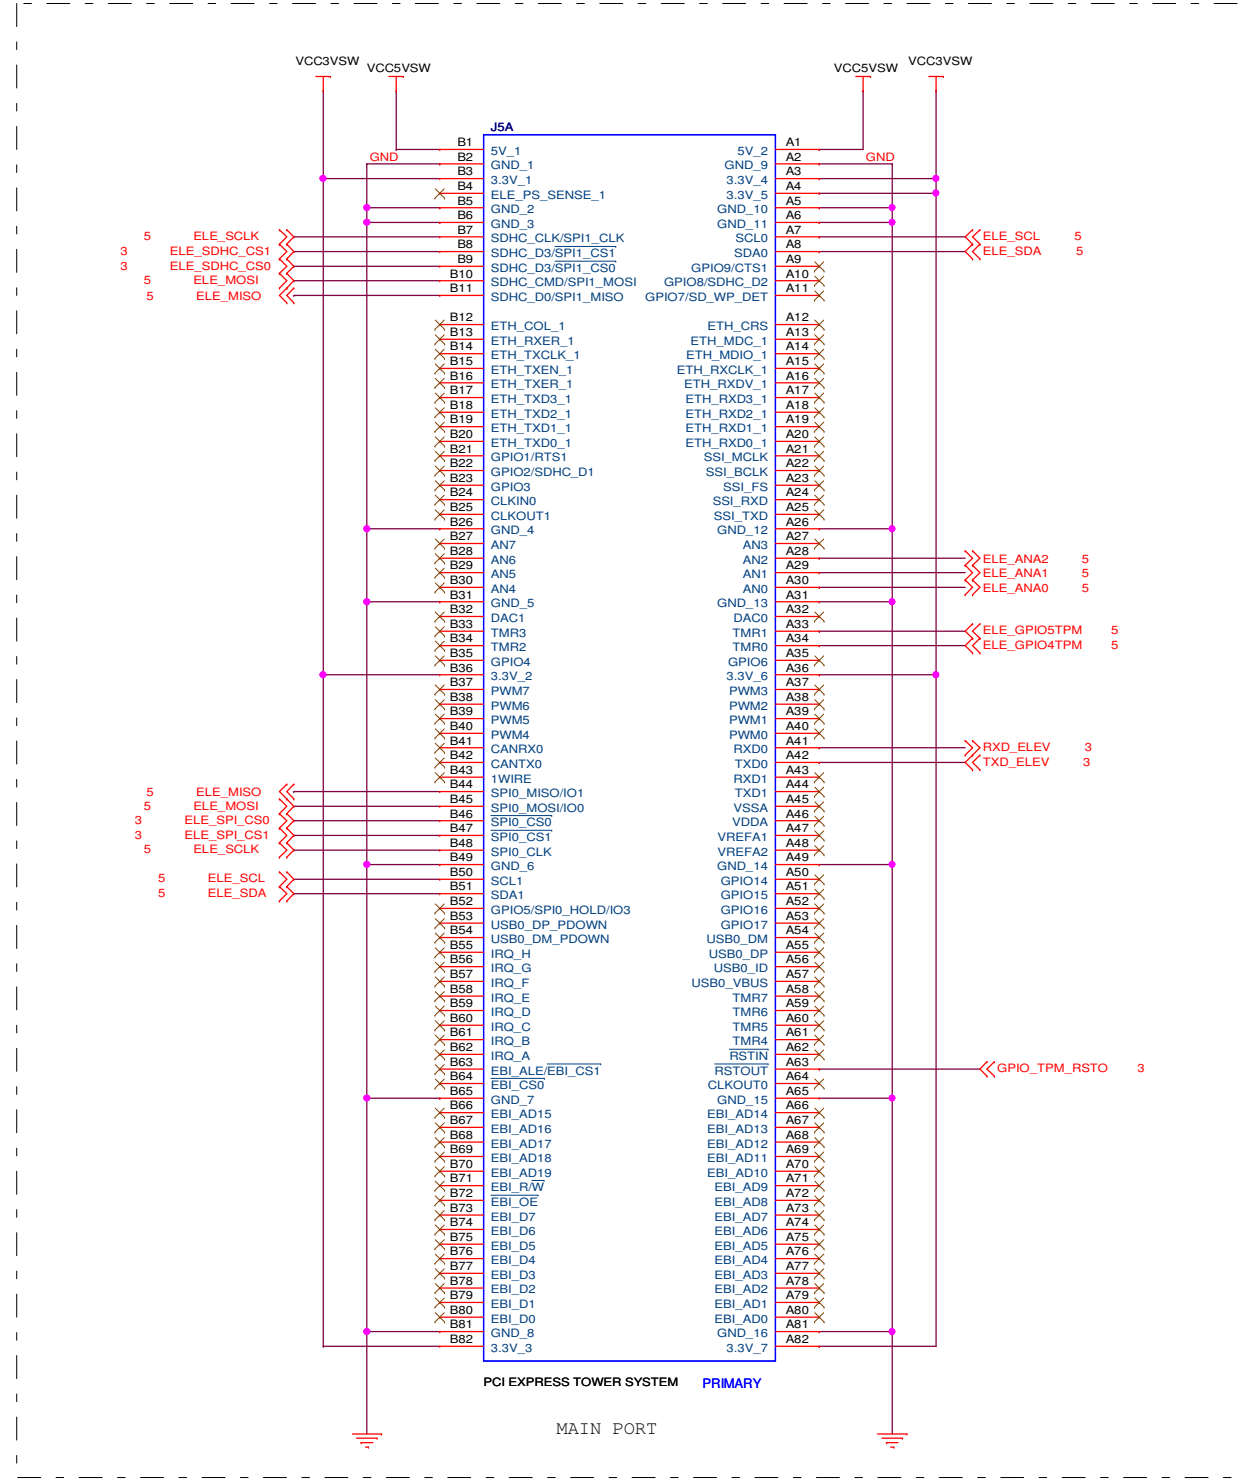 VCC3VSW VCC5VSW VCC5VSW VCC3VSW
J5A
B1 5V_1 5V_2 A1
GND B2 GND_1 GND_9 A2 GND
B3 3.3V_1 3.3V_4 A3
B4 ELE_PS_SENSE_1 3.3V_5 A4
B5 GND_2 GND_10 A5
B6 GND_3 GND_11 A6
5 ELE_SCLK B7 SDHC_CLK/SPI1_CLK SCL0 A7 ELE_SCL 5
3 ELE_SDHC_CS1 B8 SDHC_D3/SPI1_CS1 SDA0 A8 ELE_SDA 5
3 ELE_SDHC_CS0 B9 SDHC_D3/SPI1_CS0 GPIO9/CTS1 A9
5 ELE_MOSI B10 SDHC_CMD/SPI1_MOSI GPIO8/SDHC_D2 A10
5 ELE_MISO B11 SDHC_D0/SPI1_MISO GPIO7/SD_WP_DET A11
B12 ETH_COL_1 ETH_CRS A12
B13 ETH_RXER_1 ETH_MDC_1 A13
B14 ETH_TXCLK_1 ETH_MDIO_1 A14
B15 ETH_TXEN_1 ETH_RXCLK_1 A15
B16 ETH_TXER_1 ETH_RXDV_1 A16
B17 ETH_TXD3_1 ETH_RXD3_1 A17
B18 ETH_TXD2_1 ETH_RXD2_1 A18
B19 ETH_TXD1_1 ETH_RXD1_1 A19
B20 ETH_TXD0_1 ETH_RXD0_1 A20
B21 GPIO1/RTS1 SSI_MCLK A21
B22 GPIO2/SDHC_D1 SSI_BCLK A22
B23 GPIO3 SSI_FS A23
B24 CLKIN0 SSI_RXD A24
B25 CLKOUT1 SSI_TXD A25
B26 GND_4 GND_12 A26
B27 AN7 AN3 A27
B28 AN6 AN2 A28 ELE_ANA2 5
B29 AN5 AN1 A29 ELE_ANA1 5
B30 AN4 AN0 A30 ELE_ANA0 5
B31 GND_5 GND_13 A31
B32 DAC1 DAC0 A32
B33 TMR3 TMR1 A33 ELE_GPIO5TPM 5
B34 TMR2 TMR0 A34 ELE_GPIO4TPM 5
B35 GPIO4 GPIO6 A35
B36 3.3V_2 3.3V_6 A36
B37 PWM7 PWM3 A37
B38 PWM6 PWM2 A38
B39 PWM5 PWM1 A39
B40 PWM4 PWM0 A40
B41 CANRX0 RXD0 A41 RXD_ELEV 3
B42 CANTX0 TXD0 A42 TXD_ELEV 3
B43 1WIRE RXD1 A43
5 ELE_MISO B44 SPI0_MISO/IO1 TXD1 A44
5 ELE_MOSI B45 SPI0_MOSI/IO0 VSSA A45
3 ELE_SPI_CS0 B46 SPI0_CS0 VDDA A46
3 ELE_SPI_CS1 B47 SPI0_CS1 VREFA1 A47
5 ELE_SCLK B48 SPI0_CLK VREFA2 A48
B49 GND_6 GND_14 A49
5 ELE_SCL B50 SCL1 GPIO14 A50
5 ELE_SDA B51 SDA1 GPIO15 A51
B52 GPIO5/SPI0_HOLD/IO3 GPIO16 A52
B53 USB0_DP_PDOWN GPIO17 A53
B54 USB0_DM_PDOWN USB0_DM A54
B55 IRQ_H USB0_DP A55
B56 IRQ_G USB0_ID A56
B57 IRQ_F USB0_VBUS A57
B58 IRQ_E TMR7 A58
B59 IRQ_D TMR6 A59
B60 IRQ_C TMR5 A60
B61 IRQ_B TMR4 A61
B62 IRQ_A RSTIN A62
B63 EBI_ALE/EBI_CS1 RSTOUT A63 GPIO_TPM_RSTO 3
B64 EBI_CS0 CLKOUT0 A64
B65 GND_7 GND_15 A65
B66 EBI_AD15 EBI_AD14 A66
B67 EBI_AD16 EBI_AD13 A67
B68 EBI_AD17 EBI_AD12 A68
B69 EBI_AD18 EBI_AD11 A69
B70 EBI_AD19 EBI_AD10 A70
B71 EBI_R/W EBI_AD9 A71
B72 EBI_OE EBI_AD8 A72
B73 EBI_D7 EBI_AD7 A73
B74 EBI_D6 EBI_AD6 A74
B75 EBI_D5 EBI_AD5 A75
B76 EBI_D4 EBI_AD4 A76
B77 EBI_D3 EBI_AD3 A77
B78 EBI_D2 EBI_AD2 A78
B79 EBI_D1 EBI_AD1 A79
B80 EBI_D0 EBI_AD0 A80
B81 GND_8 GND_16 A81
B82 3.3V_3 3.3V_7 A82
PCI EXPRESS TOWER SYSTEM PRIMARY
MAIN PORT